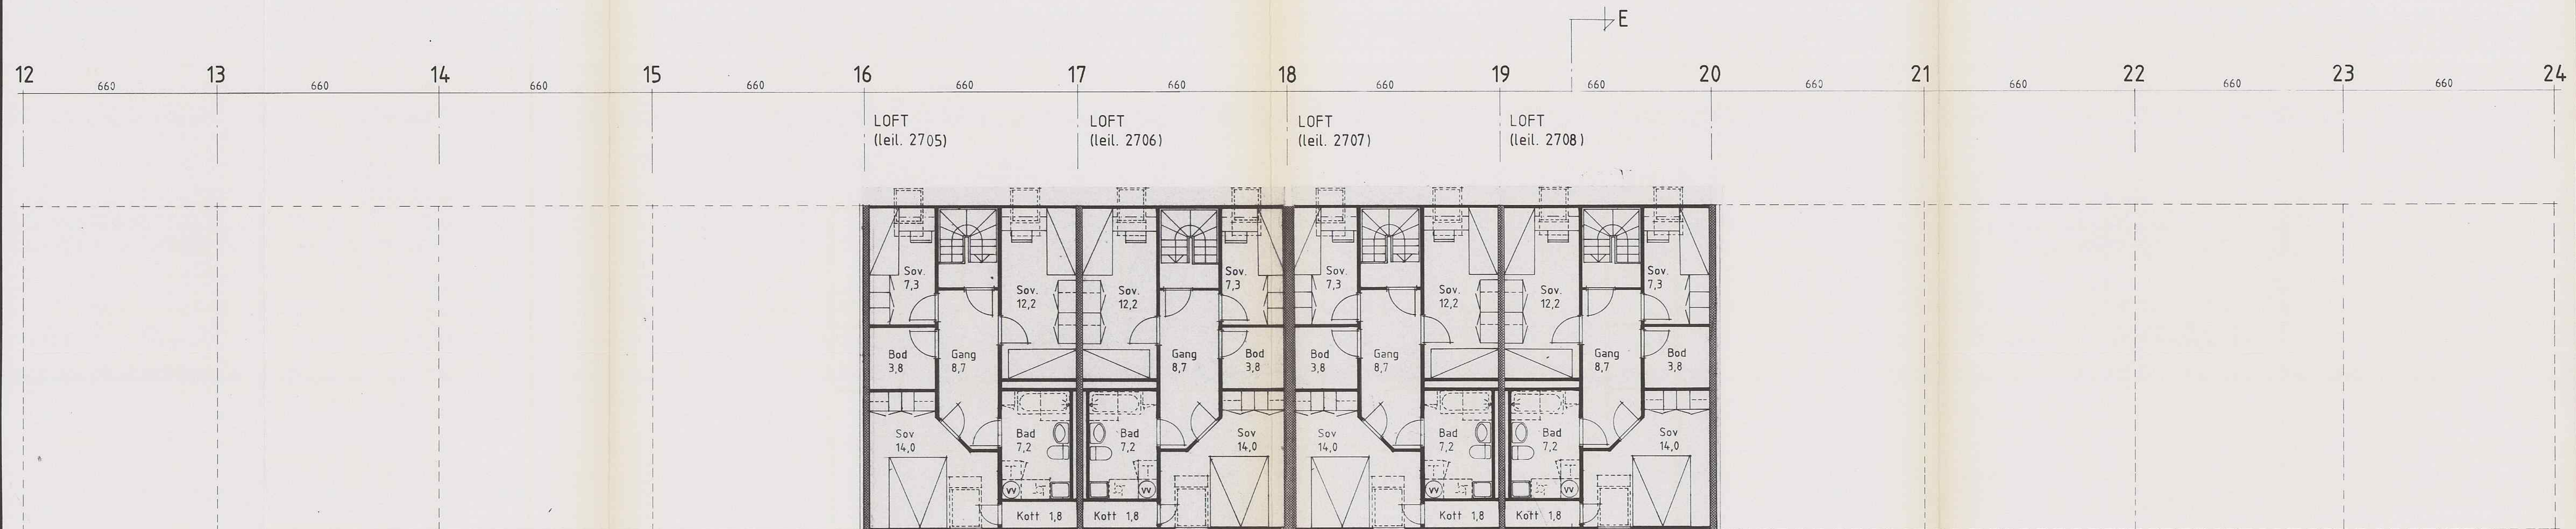 E
12 13 14 15 16 17 18 19 20 21 22 23 24
660 660 660 660 660 660 660 660 660 660 660 660
LOFT LOFT LOFT LOFT
(leil. 2705) (leil. 2706) (leil. 2707) (leil. 2708)
Sov. Sov. Sov. Sov.
7,3 7,3 7,3 7,3
Sov. Sov. Sov. Sov.
12,2 12,2 12,2 12,2
Bod Gang Gang Bod Bod Gang Gang Bod
3,8 8,7 8,7 3,8 3,8 8,7 8,7 3,8
Sov Bad Bad Sov Sov Bad Bad Sov
14,0 7,2 7,2 14,0 14,0 7,2 7,2 14,0
VV VV VV VV
Kott 1,8 Kott 1,8 Kott 1,8 Kott 1,8